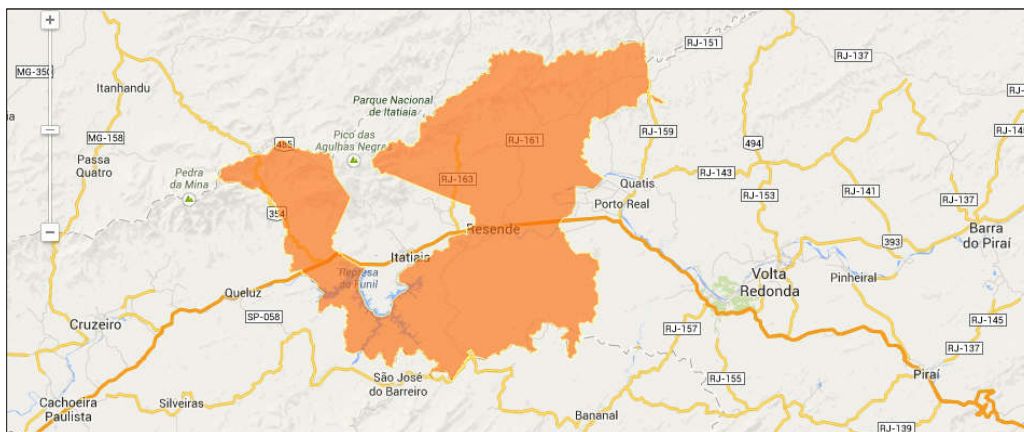 RJ-151
RJ-137
MG-350
Itanhandu
Parque Nacional
de Itatiaia
RJ-
Pico das
Agulhas Negra
RJ-161
RJ-159
MG-158
485
494
RJ-14
Passa
Quatro
Pedra
da Mina
RJ-163
RJ-143
Quatis
RJ-153
RJ-141
RJ-137
Porto Real
354
Resende
393
Barra
do Piraí
Itatiaia
Represa
do Funil
Volta
Redonda
Pinheiral
Queluz
SP-058
Cruzeiro
RJ-157
RJ-145
RJ-137
São José
do Barreiro
RJ-155
Piraí
Cachoeira
Paulista
Silveiras
Bananal
RJ-139